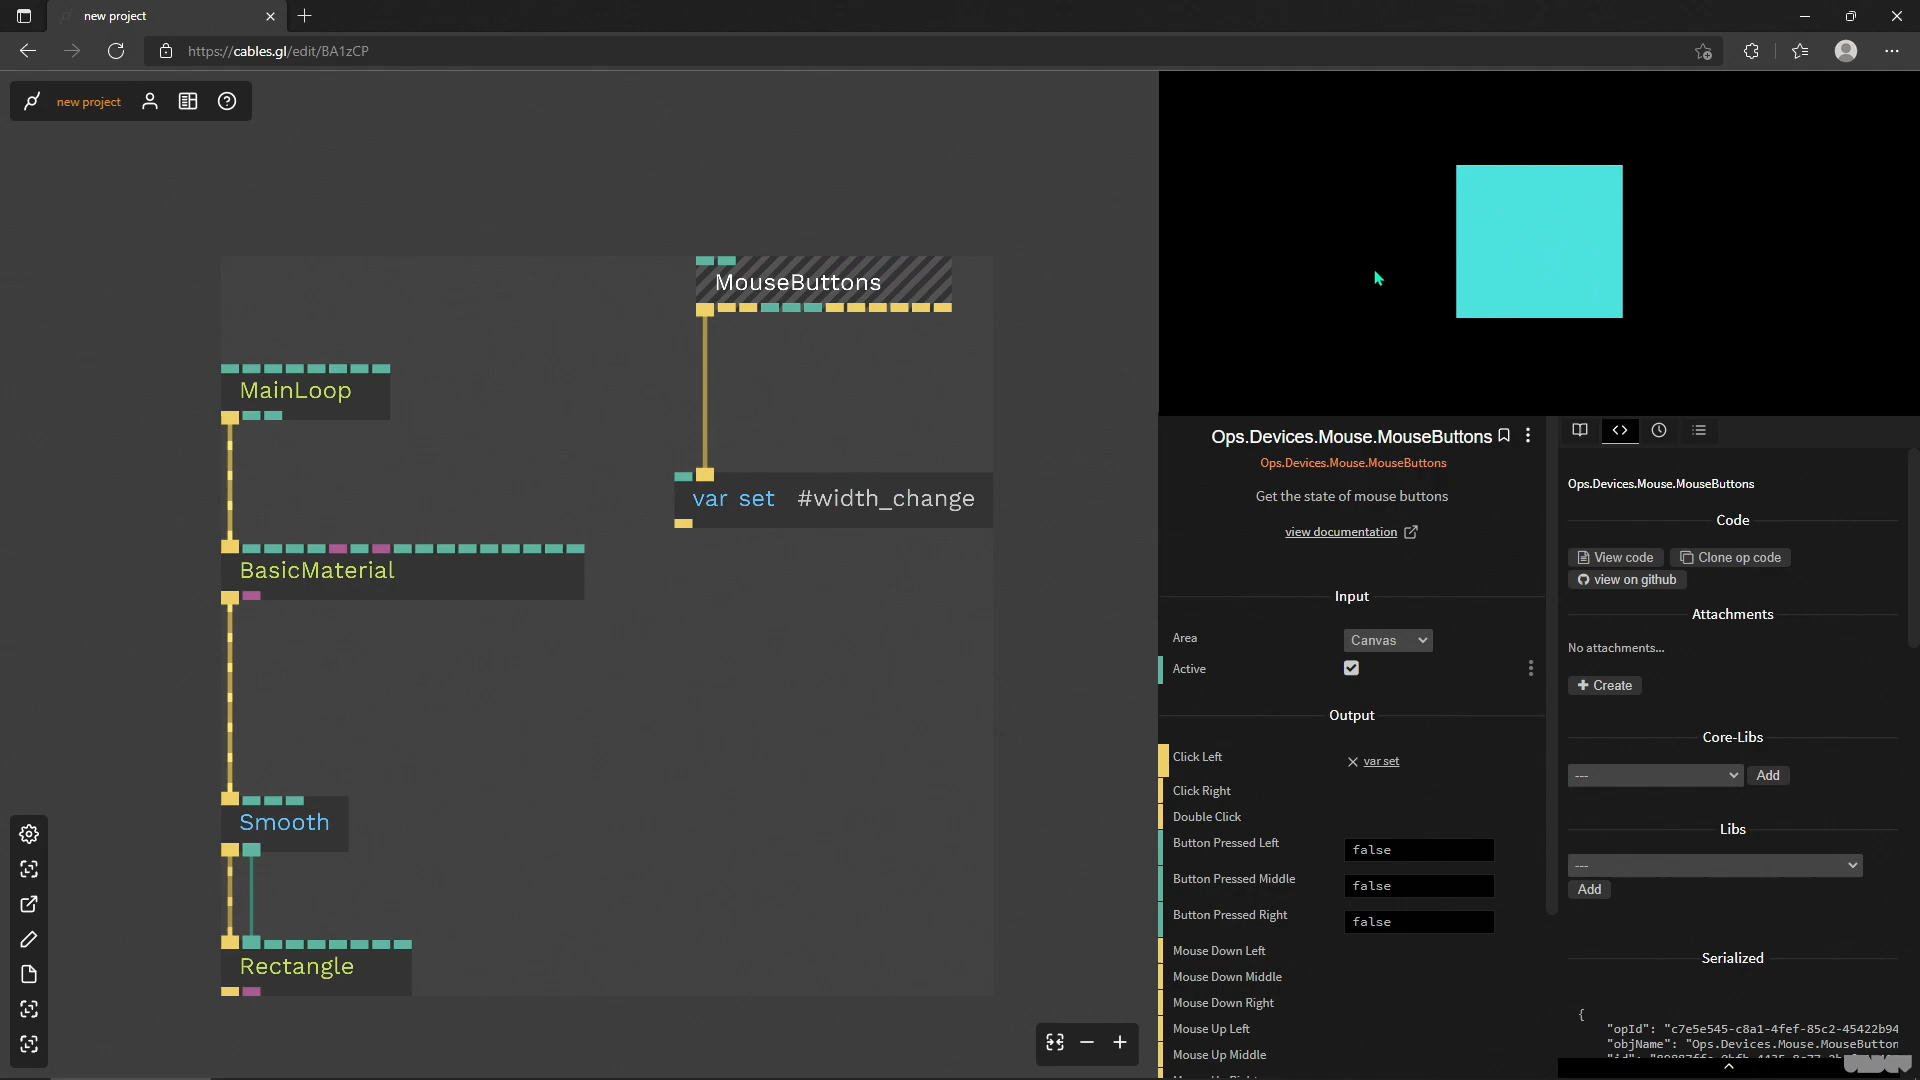 new project
https://cables.gl/edit/BA1zCP
new project
MouseButtons
MainLoop
var set #width_change
BasicMaterial
Smooth
Rectangle
Ops.Devices.Mouse.MouseButtons
Ops.Devices.Mouse.MouseButtons
Get the state of mouse buttons
view documentation
Input
Area Canvas
Active
Output
Click Left var set
Click Right
Double Click
Button Pressed Left false
Button Pressed Middle false
Button Pressed Right false
Mouse Down Left
Mouse Down Middle
Mouse Down Right
Mouse Up Left
Mouse Up Middle
Ops.Devices.Mouse.MouseButtons
Code
View code Clone op code
view on github
Attachments
No attachments...
Create
Core-Libs
--- Add
Libs
---
Add
Serialized
{
"opId": "c7e5e545-c8a1-4fef-85c2-45422b94
"objName": "Ops.Devices.Mouse.MouseButton